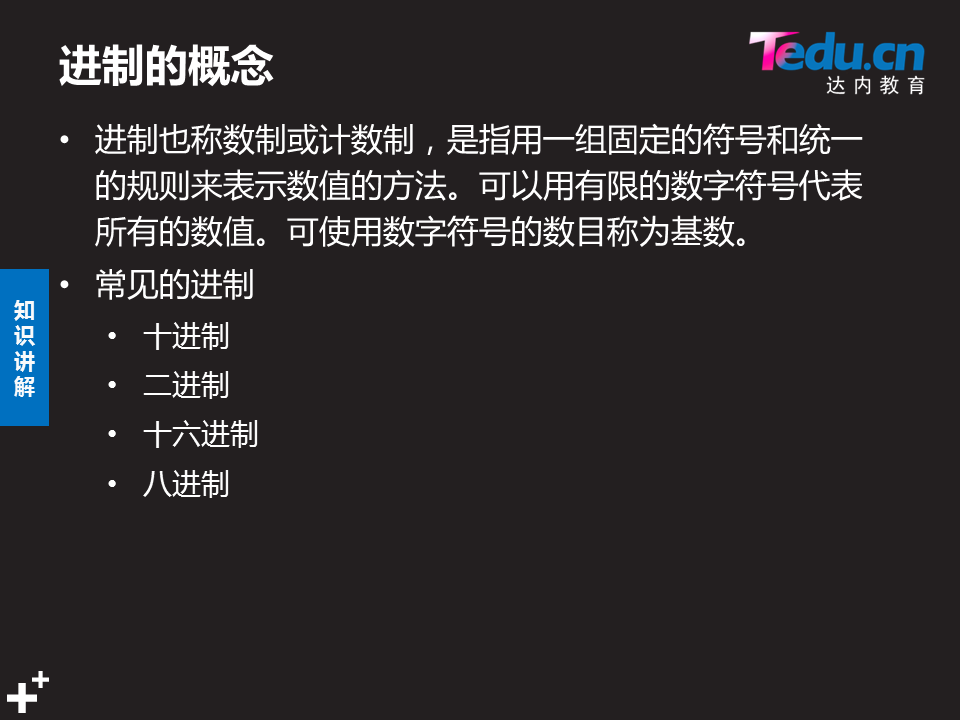 进制的概念
Tedu.cn
达内教育
• 进制也称数制或计数制，是指用一组固定的符号和统一
的规则来表示数值的方法。可以用有限的数字符号代表
所有的数值。可使用数字符号的数目称为基数。
• 常见的进制
• 十进制
• 二进制
• 十六进制
• 八进制
知
识
讲
解